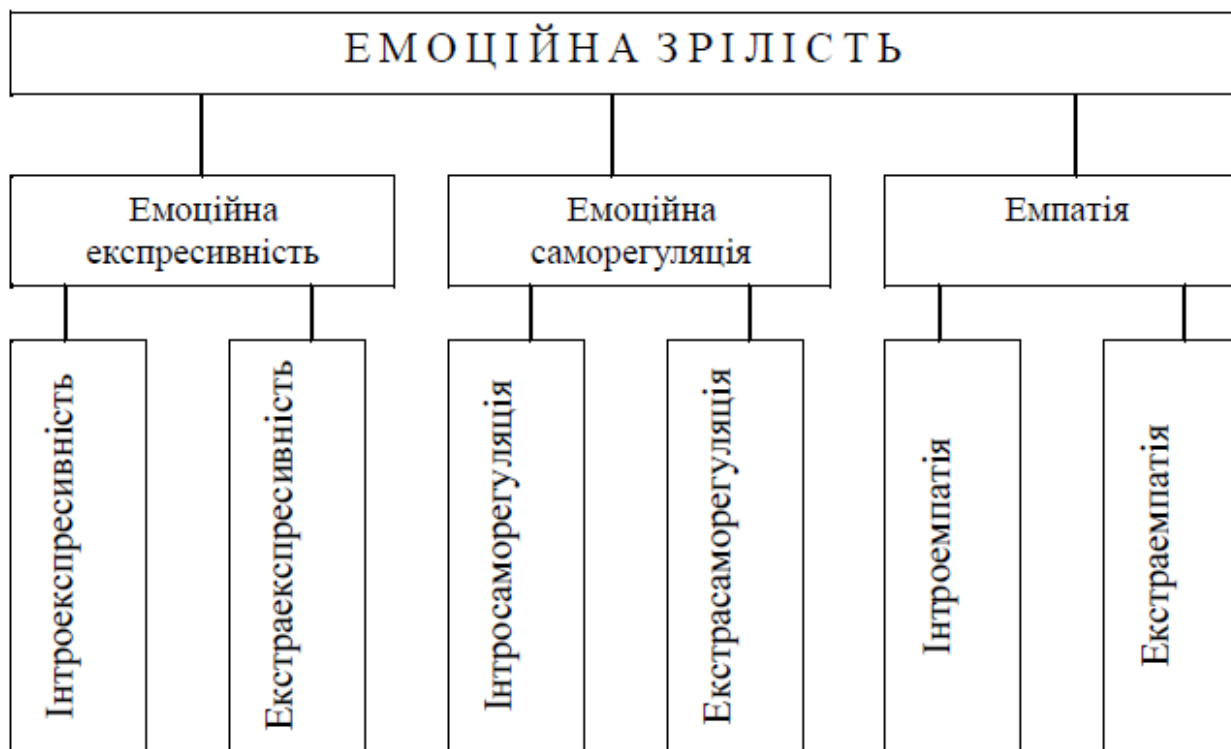 ЕМОЦІЙНА ЗРІЛІСТЬ
Емоційна
експресивність
Емоційна
саморегуляція
Емпатія
Інтроекспресивність
Екстраекспресивність
Інтросаморегуляція
Екстрасаморегуляція
Інтроемпатія
Екстраемпатія